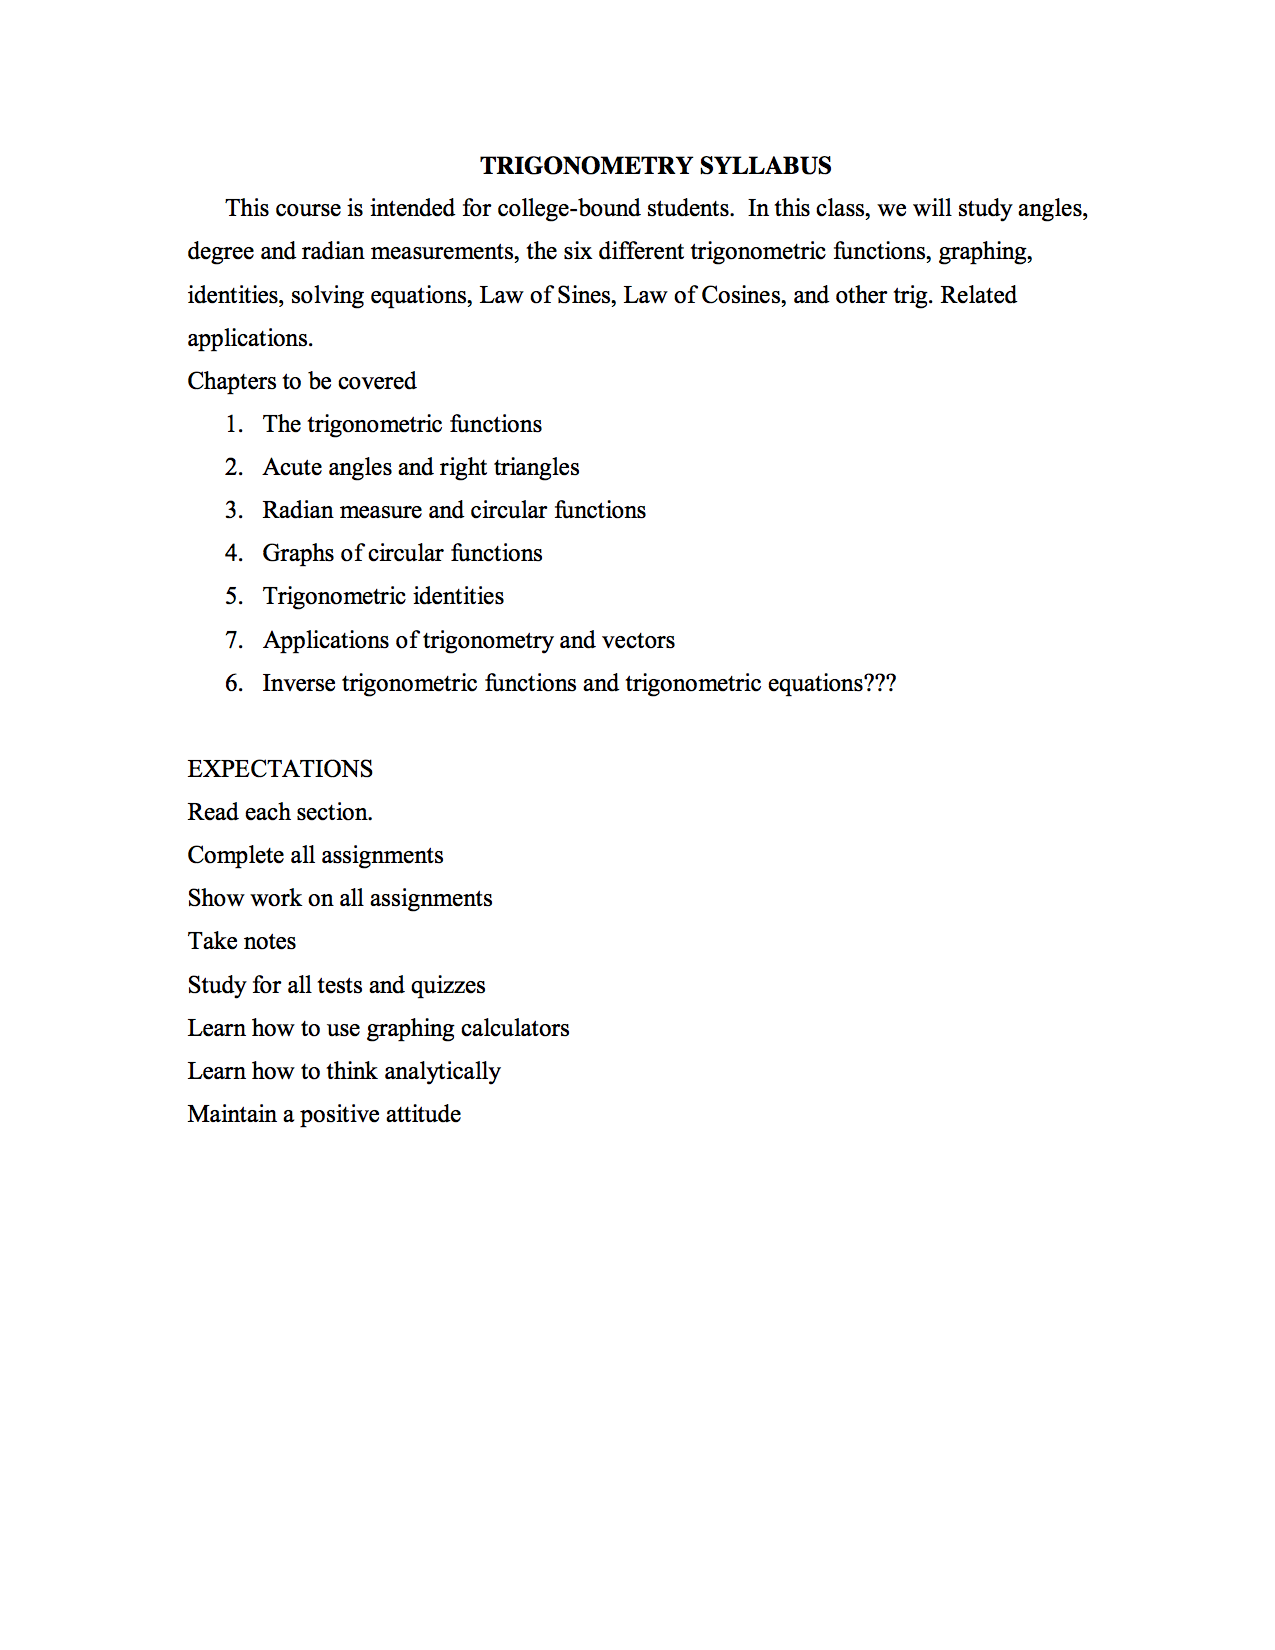 TRIGONOMETRY SYLLABUS
This course is intended for college-bound students.  In this class, we will study angles,
degree and radian measurements, the six different trigonometric functions, graphing,
identities, solving equations, Law of Sines, Law of Cosines, and other trig. Related
applications.
Chapters to be covered
1. The trigonometric functions
2. Acute angles and right triangles
3. Radian measure and circular functions
4. Graphs of circular functions
5. Trigonometric identities
7. Applications of trigonometry and vectors
6. Inverse trigonometric functions and trigonometric equations???
EXPECTATIONS
Read each section.
Complete all assignments
Show work on all assignments
Take notes
Study for all tests and quizzes
Learn how to use graphing calculators
Learn how to think analytically
Maintain a positive attitude